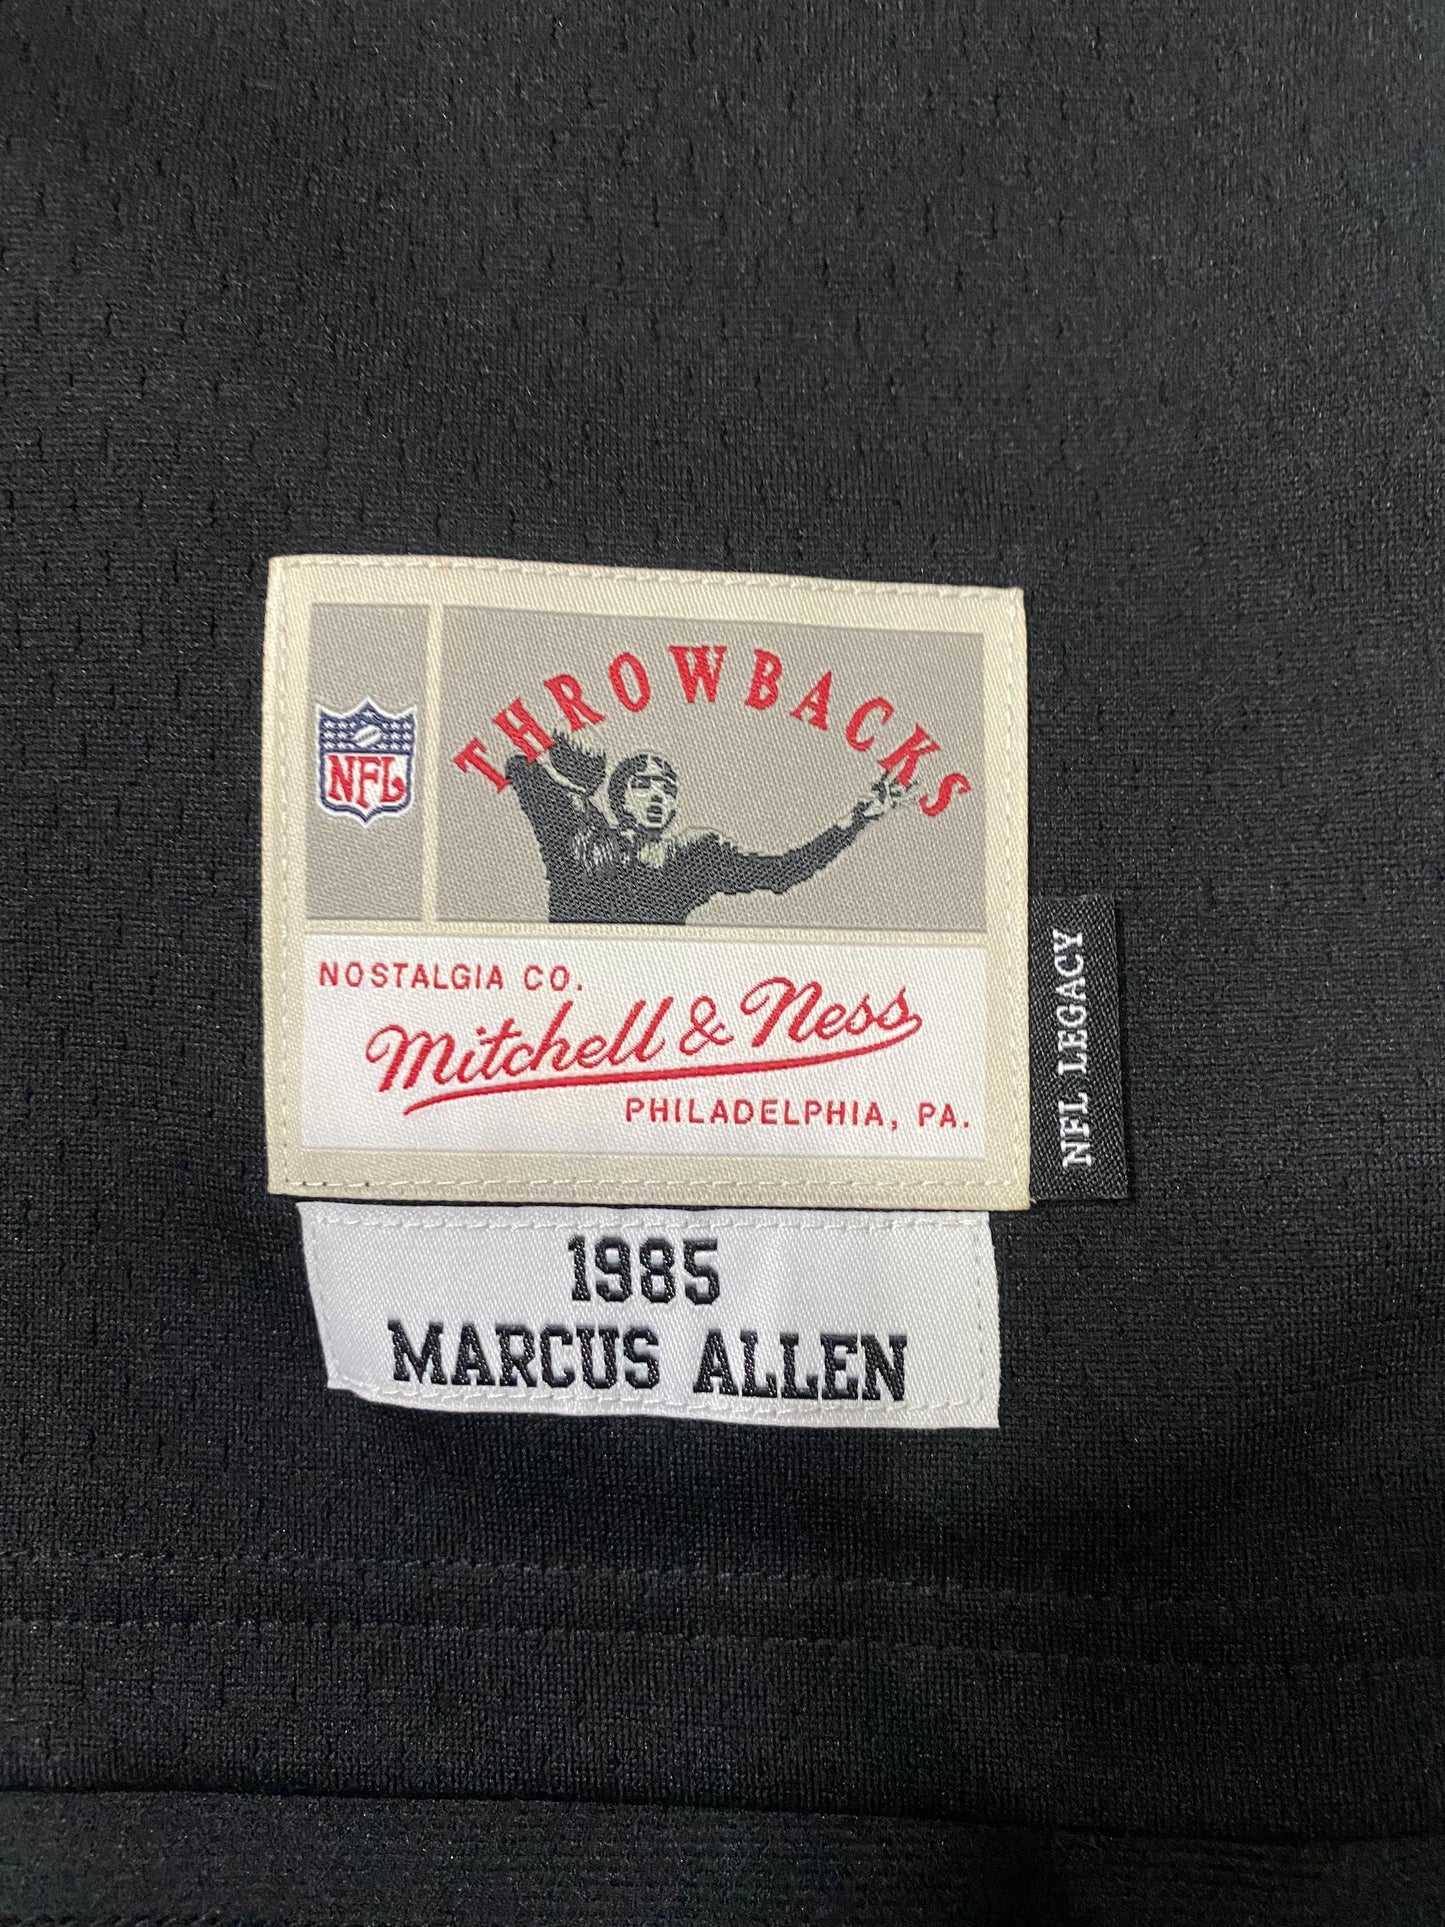 THROWBACKS
NFL
NOSTALGIA CO.
Mitchell & Ness
PHILADELPHIA, PA.
NFL LEGACY
1985
MARCUS ALLEN